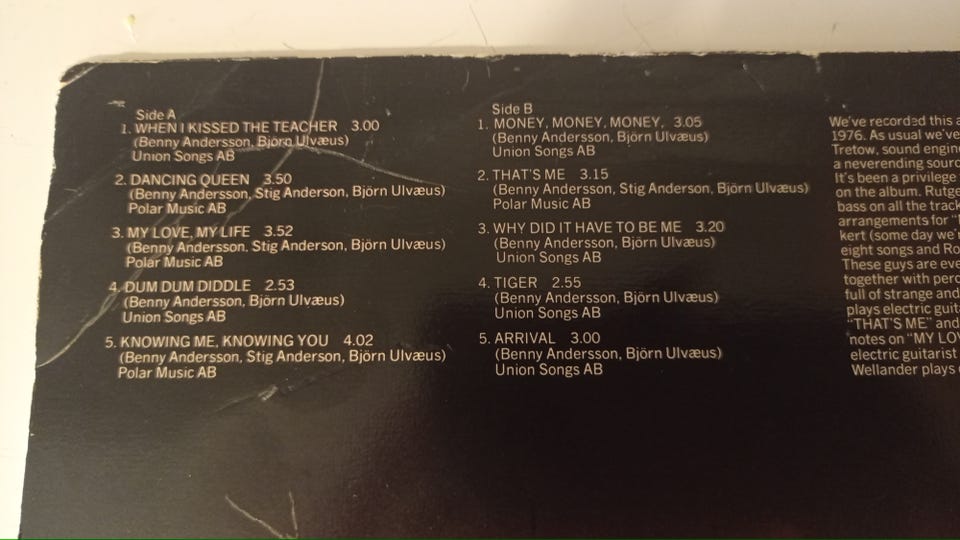 Side A
1. WHEN I KISSED THE TEACHER 3.00
(Benny Andersson, Björn Ulvæus)
Union Songs AB
2. DANCING QUEEN 3.50
(Benny Andersson, Stig Anderson, Björn Ulvæus)
Polar Music AB
3. MY LOVE, MY LIFE 3.52
(Benny Andersson, Stig Anderson, Björn Ulvæus)
Polar Music AB
4. DUM DUM DIDDLE 2.53
(Benny Andersson, Björn Ulvæus)
Union Songs AB
5. KNOWING ME, KNOWING YOU 4.02
(Benny Andersson, Stig Anderson, Björn Ulvæus)
Polar Music AB
Side B
1. MONEY, MONEY, MONEY, 3.05
(Benny Andersson, Björn Ulvæus)
Union Songs AB
2. THAT'S ME 3.15
(Benny Andersson, Stig Anderson, Björn Ulvæus)
Polar Music AB
3. WHY DID IT HAVE TO BE ME 3.20
(Benny Andersson, Björn Ulvæus)
Union Songs AB
4. TIGER 2.55
(Benny Andersson, Björn Ulvæus)
Union Songs AB
5. ARRIVAL 3.00
(Benny Andersson, Björn Ulvæus)
Union Songs AB
We've recorded this a
1976. As usual we've
Tretow, sound engine
a neverending sourc
It's been a privilege
on the album. Rutge
bass on all the track
arrangements for "
kert (some day we'r
eight songs and Ro
These guys are eve
together with perc
full of strange and
plays electric guita
"THAT'S ME" and
notes on "MY LOV
electric guitarist
Wellander plays